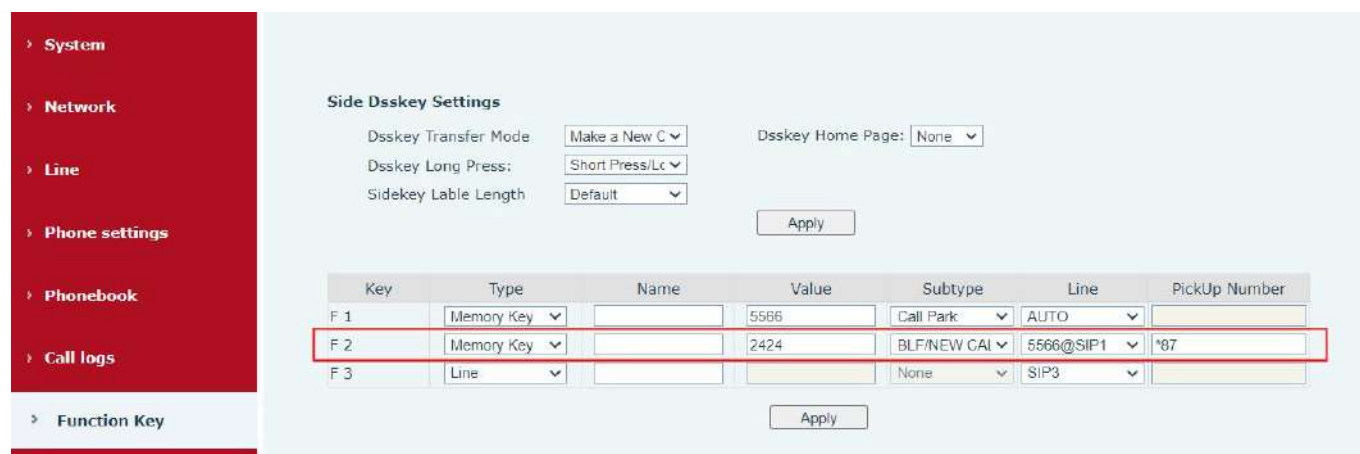 System
Network
Line
Phone settings
Phonebook
Call logs
Function Key
Side Dsskey Settings
Dsskey Transfer Mode Make a New C Dsskey Home Page: None
Dsskey Long Press: Short Press/Lc
Sidekey Lable Length Default
Apply
Key Type Name Value Subtype Line PickUp Number
F 1 Memory Key 5566 Call Park AUTO
F 2 Memory Key 2424 BLF/NEW CAL 5566@SIP1 *87
F 3 Line None SIP3
Apply